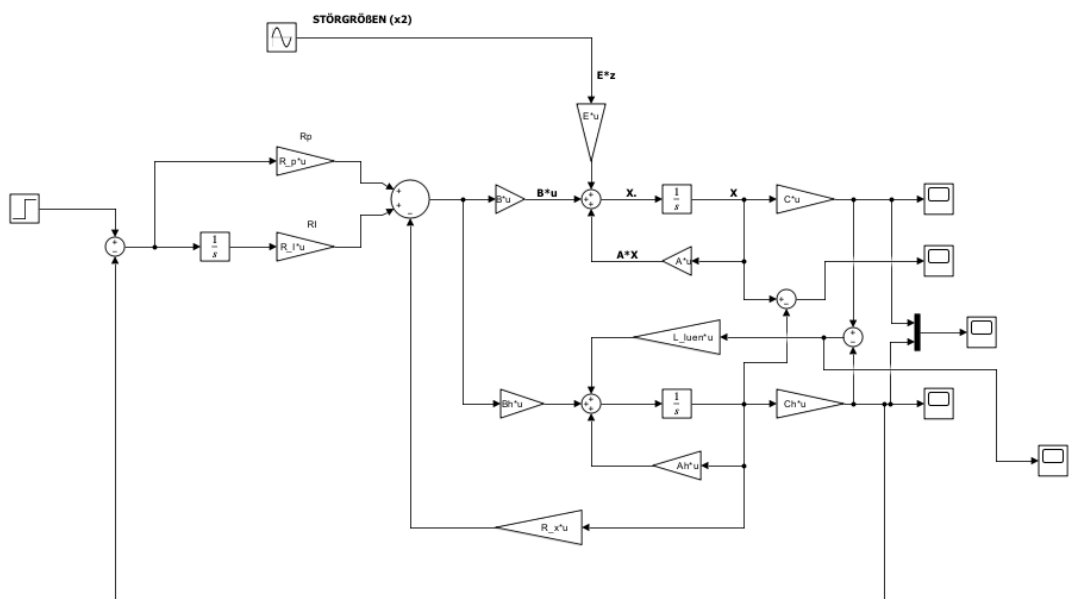 STÖRGRÖßEN (x2)
E*z
E*u
Rp
R_p*u
RI
R_I*u
1
s
+
+
−
+
−
B*u
B*u
+
+
+
X.
1
s
X
C*u
A*X
A*u
+
−
L_luen*u
+
−
Bh*u
+
+
+
1
s
Ch*u
Ah*u
R_x*u